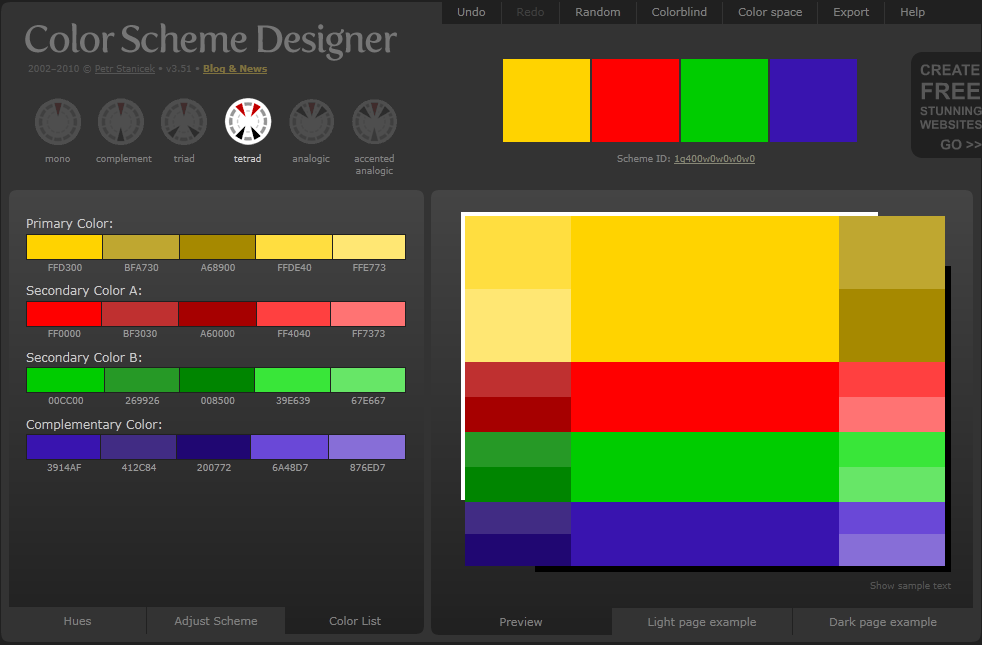 Undo Redo Random Colorblind Color space Export Help
Color Scheme Designer
2002–2010 © Petr Stanicek • v3.51 • Blog & News
mono complement triad tetrad analogic accented analogic
Scheme ID: 1q400w0w0w0w0
CREATE
FREE
STUNNING
WEBSITES
GO >>
Primary Color:
FFD300 BFA730 A68900 FFDE40 FFE773
Secondary Color A:
FF0000 BF3030 A60000 FF4040 FF7373
Secondary Color B:
00CC00 269926 008500 39E639 67E667
Complementary Color:
3914AF 412C84 200772 6A48D7 876ED7
Show sample text
Hues Adjust Scheme Color List
Preview Light page example Dark page example